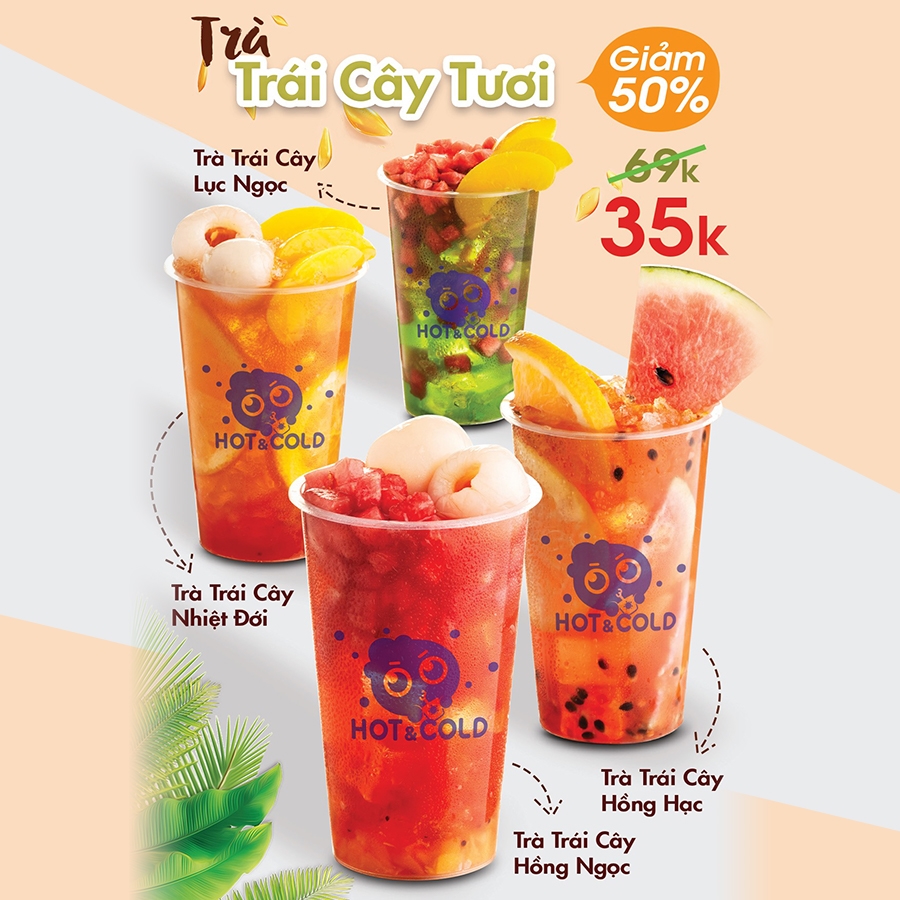 Trà
Trái Cây Tươi
Giảm
50%
69k
35k
Trà Trái Cây
Lục Ngọc
HOT&COLD
HOT&COLD
Trà Trái Cây
Nhiệt Đới
HOT&COLD
HOT&COLD
Trà Trái Cây
Hồng Hạc
Trà Trái Cây
Hồng Ngọc